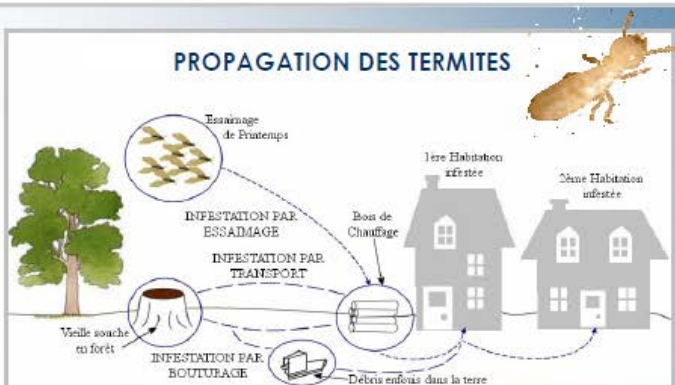 PROPAGATION DES TERMITES
Essaimage
de Printemps
1ère Habitation
infestée
2ème Habitation
infestée
INFESTATION PAR
ESSAIMAGE
Bois de
Chauffage
INFESTATION PAR
TRANSPORT
Vieille souche
en forêt
INFESTATION PAR
BOUTURAGE
Débris enfouis dans la terre